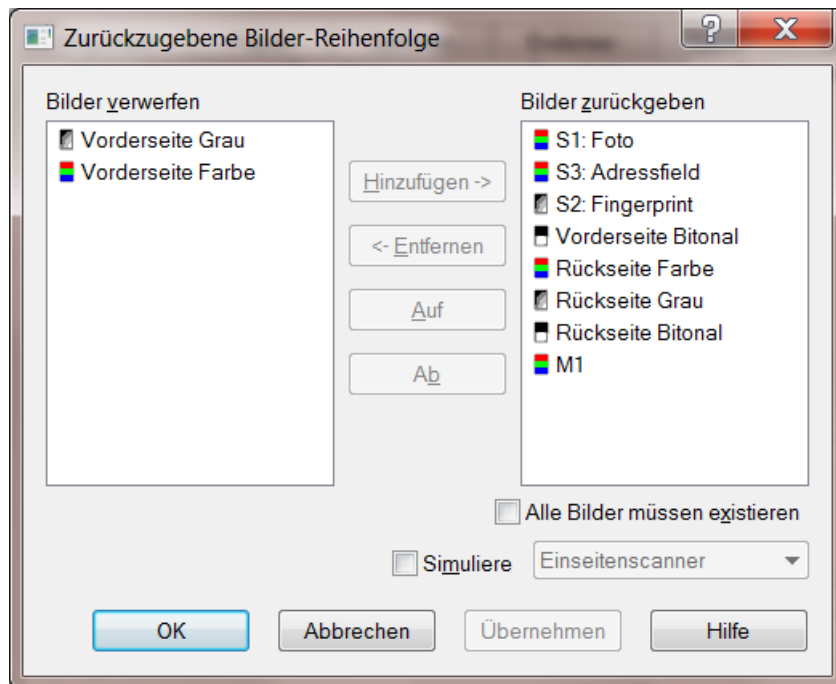 Zurückzugebene Bilder-Reihenfolge
Bilder verwerfen
Vorderseite Grau
Vorderseite Farbe
Hinzufügen ->
<- Entfernen
Auf
Ab
Bilder zurückgeben
S1: Foto
S3: Adressfield
S2: Fingerprint
Vorderseite Bitonal
Rückseite Farbe
Rückseite Grau
Rückseite Bitonal
M1
Alle Bilder müssen existieren
Simuliere Einseitenscanner
OK Abbrechen Übernehmen Hilfe